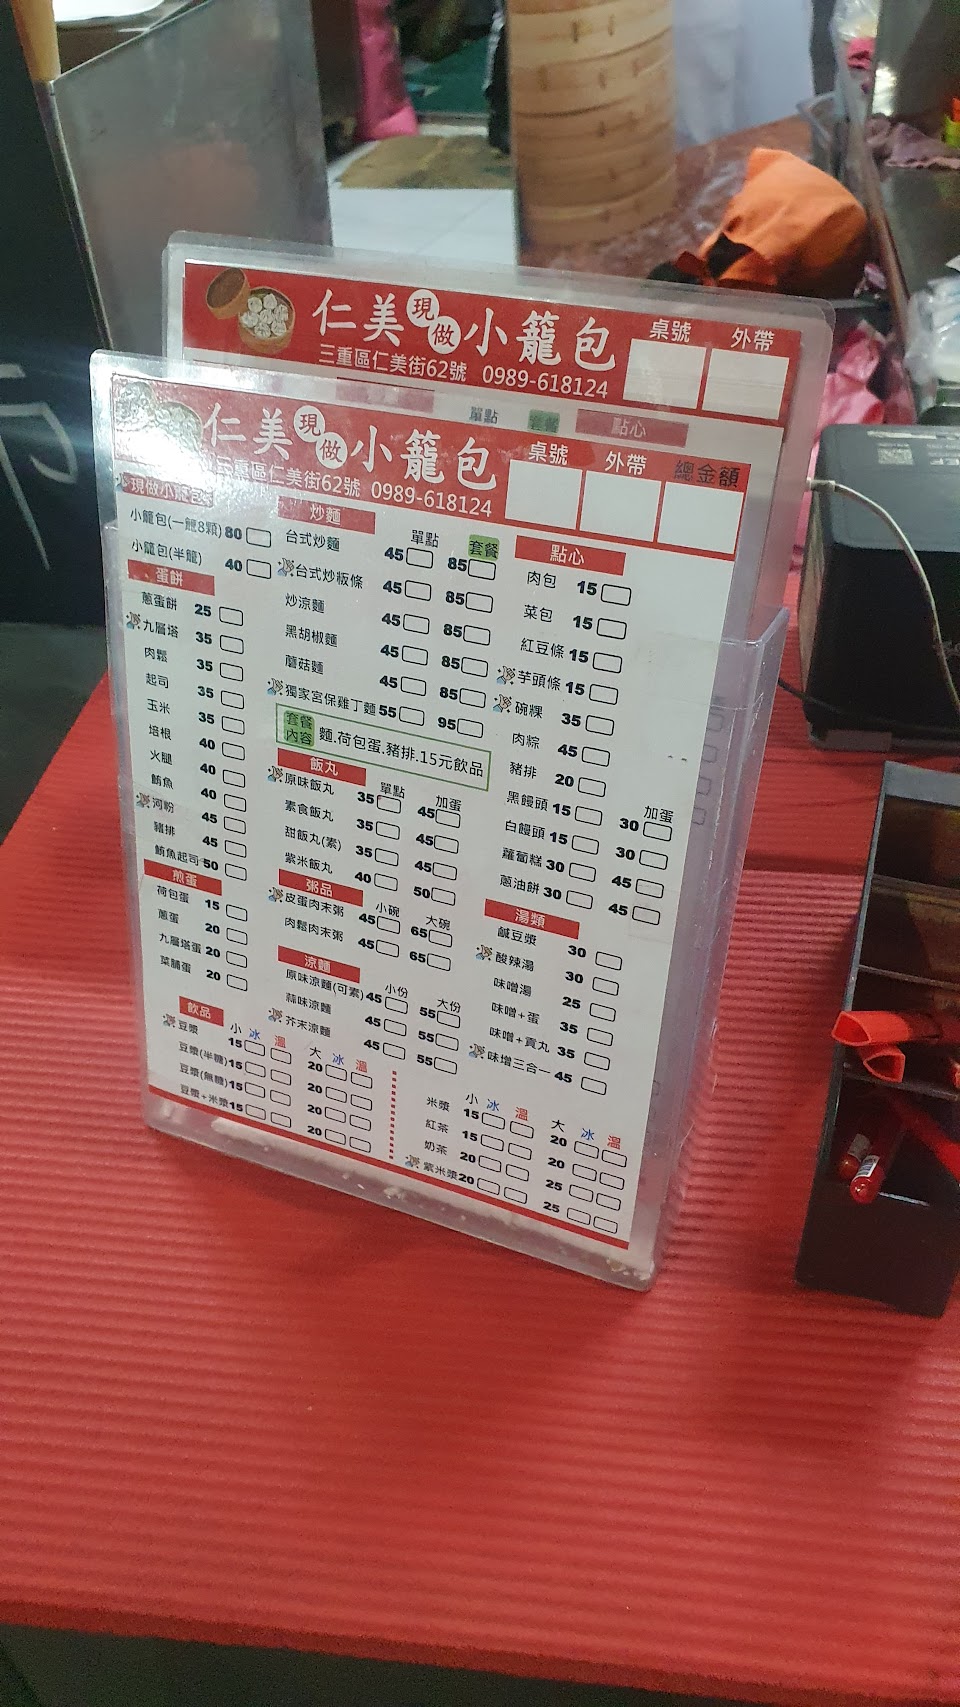 仁美現做小籠包 桌號 外帶
三重區仁美街62號 0989-618124
單點 套餐 點心
仁美現做小籠包 桌號 外帶 總金額
三重區仁美街62號 0989-618124
現做小籠包
小籠包(一籠8顆) 80
小籠包(半籠) 40
蛋餅
蔥蛋餅 25
九層塔 35
肉鬆 35
起司 35
玉米 35
培根 40
火腿 40
鮪魚 40
河粉 45
豬排 45
鮪魚起司 50
煎蛋
荷包蛋 15
蔥蛋 20
九層塔蛋 20
菜脯蛋 20
炒麵 單點 套餐
台式炒麵 45 85
台式炒粄條 45 85
炒涼麵 45 85
黑胡椒麵 45 85
蘑菇麵 45 85
獨家宮保雞丁麵 55 95
套餐內容 麵.荷包蛋.豬排.15元飲品
飯丸 單點 加蛋
原味飯丸 35 45
素食飯丸 35 45
甜飯丸(素) 35 45
紫米飯丸 40 50
粥品 小碗 大碗
皮蛋肉末粥 45 65
肉鬆肉末粥 45 65
涼麵 小份 大份
原味涼麵(可素) 45 55
蒜味涼麵 45 55
芥末涼麵 45 55
點心
肉包 15
菜包 15
紅豆條 15
芋頭條 15
碗粿 35
肉粽 45
豬排 20
加蛋
黑饅頭 15 30
白饅頭 15 30
蘿蔔糕 30 45
蔥油餅 30 45
湯類
鹹豆漿 30
酸辣湯 30
味噌湯 25
味噌+蛋 35
味噌+貢丸 35
味噌三合一 45
飲品 小 冰 溫 大 冰 溫
豆漿 15 20
豆漿(半糖) 15 20
豆漿(無糖) 15 20
豆漿+米漿 15 20
小 冰 溫 大 冰 溫
米漿 15 20
紅茶 15 20
奶茶 20 25
紫米漿 20 25